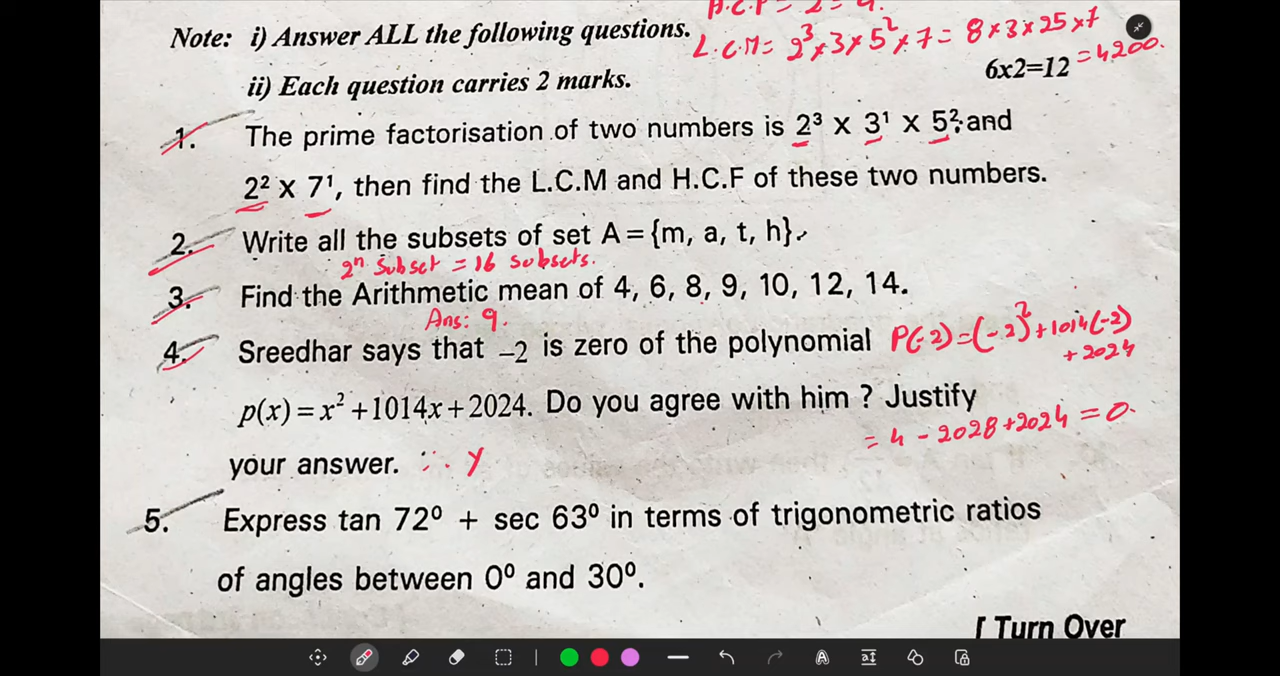 H.C.F = 2 = 4.
Note: i) Answer ALL the following questions.
L.C.M = 2³×3×5²×7 = 8×3×25×7
= 4200.
ii) Each question carries 2 marks.
6x2=12
1. The prime factorisation of two numbers is 2³ x 3¹ x 5²; and
2² x 7¹, then find the L.C.M and H.C.F of these two numbers.
2. Write all the subsets of set A = {m, a, t, h}.
2ⁿ subset = 16 subsets.
3. Find the Arithmetic mean of 4, 6, 8, 9, 10, 12, 14.
Ans: 9.
4. Sreedhar says that –2 is zero of the polynomial
P(-2) = (-2)² + 1014(-2)
+ 2024
p(x) = x² +1014x + 2024. Do you agree with him ? Justify
= 4 - 2028 + 2024 = 0.
your answer. ∴ Y
5. Express tan 72⁰ + sec 63⁰ in terms of trigonometric ratios
of angles between 0⁰ and 30⁰.
[ Turn Over